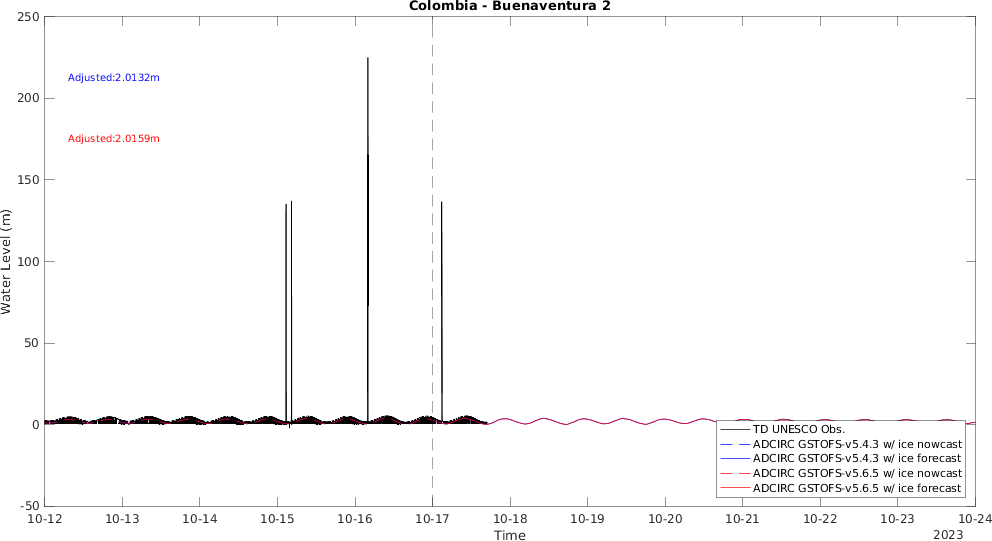 Colombia - Buenaventura 2
250
200
150
100
50
0
-50
Water Level (m)
Adjusted:2.0132m
Adjusted:2.0159m
TD UNESCO Obs.
ADCIRC GSTOFS-v5.4.3 w/ ice nowcast
ADCIRC GSTOFS-v5.4.3 w/ ice forecast
ADCIRC GSTOFS-v5.6.5 w/ ice nowcast
ADCIRC GSTOFS-v5.6.5 w/ ice forecast
10-12 10-13 10-14 10-15 10-16 10-17 10-18 10-19 10-20 10-21 10-22 10-23 10-24
Time
2023